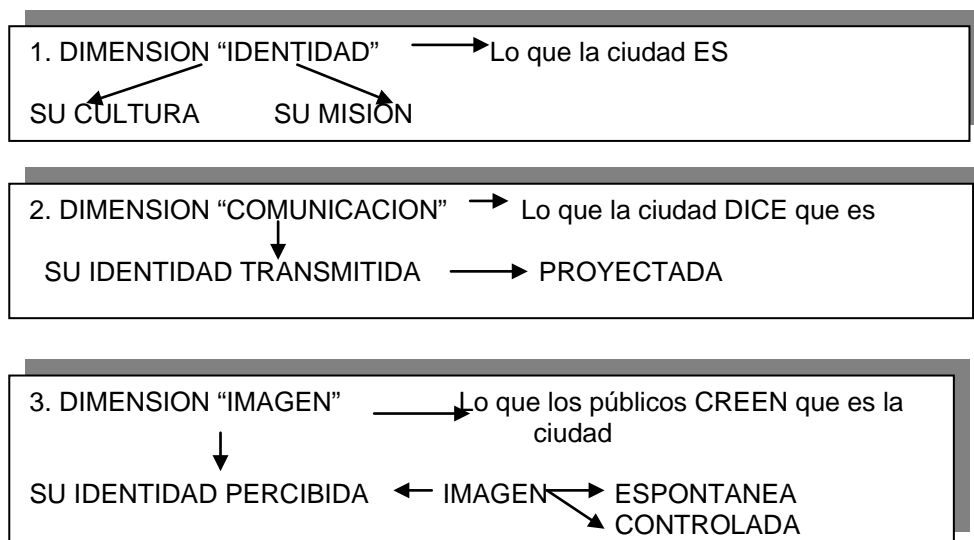 1. DIMENSION “IDENTIDAD” Lo que la ciudad ES
SU CULTURA SU MISION
2. DIMENSION “COMUNICACION” Lo que la ciudad DICE que es
SU IDENTIDAD TRANSMITIDA PROYECTADA
3. DIMENSION “IMAGEN” Lo que los públicos CREEN que es la
ciudad
SU IDENTIDAD PERCIBIDA IMAGEN ESPONTANEA
CONTROLADA